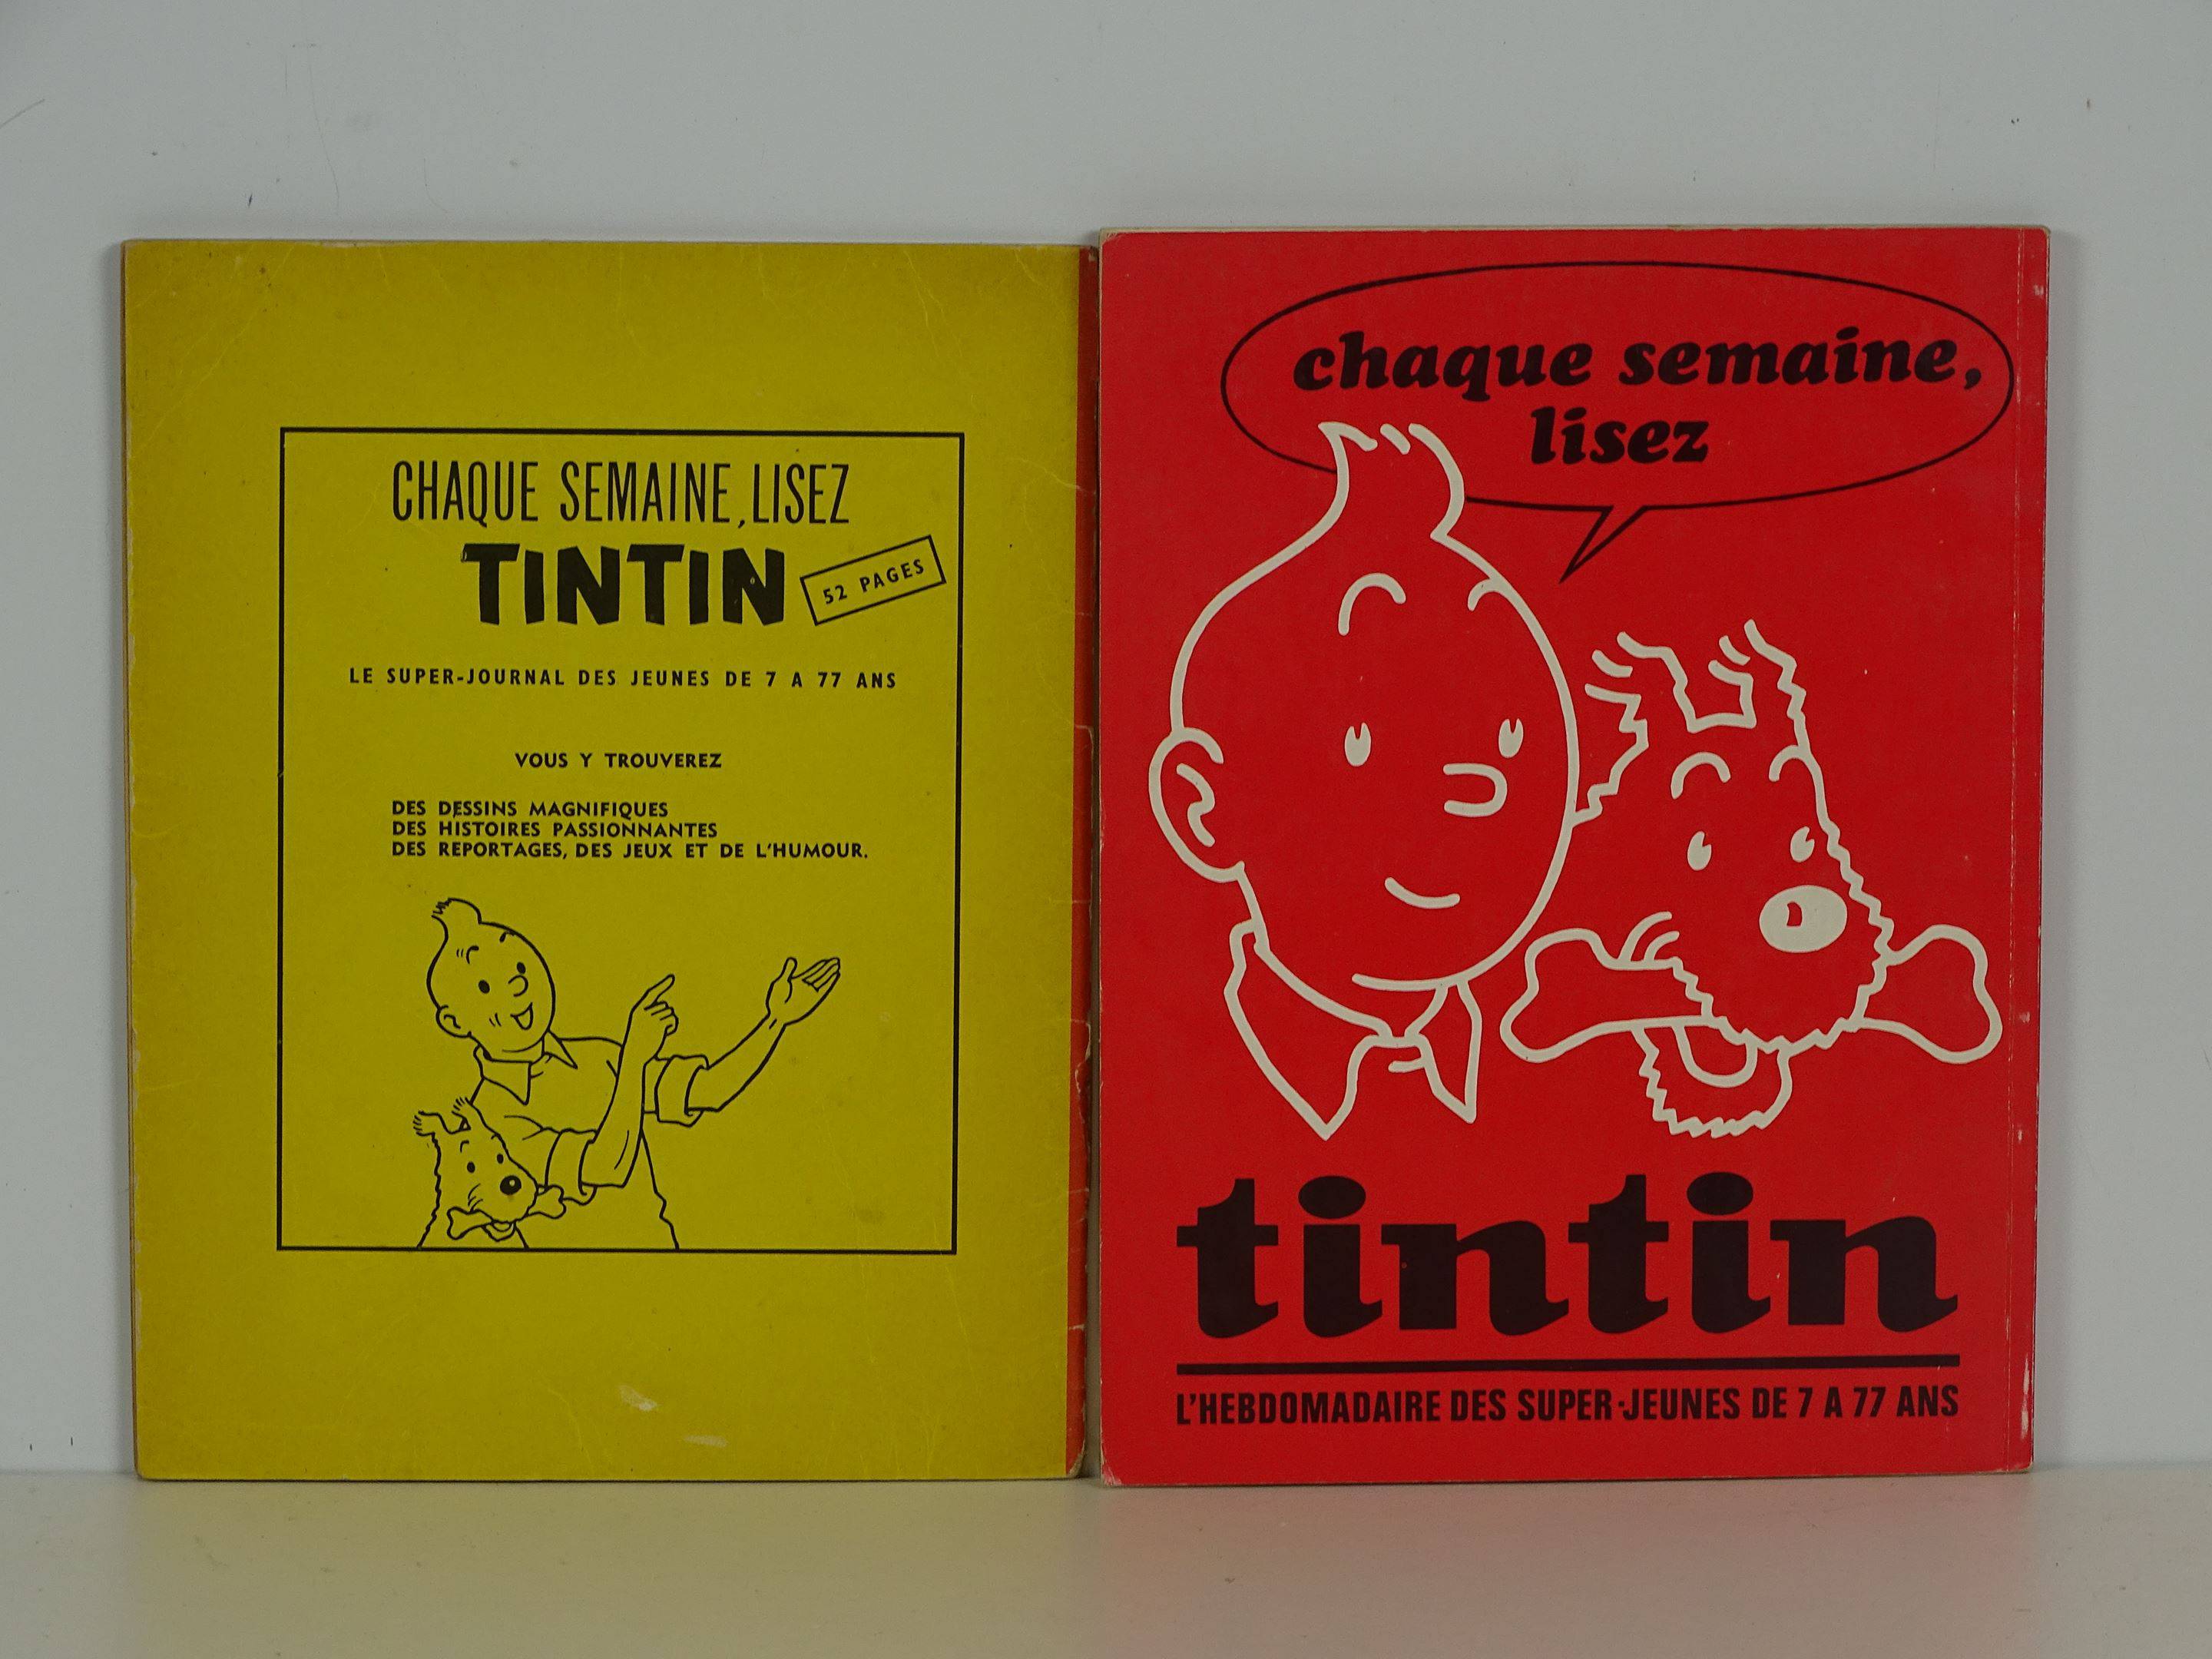 CHAQUE SEMAINE, LISEZ
TINTIN
52 PAGES
LE SUPER-JOURNAL DES JEUNES DE 7 A 77 ANS
VOUS Y TROUVEREZ
DES DESSINS MAGNIFIQUES
DES HISTOIRES PASSIONNANTES
DES REPORTAGES, DES JEUX ET DE L'HUMOUR.
chaque semaine,
lisez
tintin
L'HEBDOMADAIRE DES SUPER-JEUNES DE 7 A 77 ANS